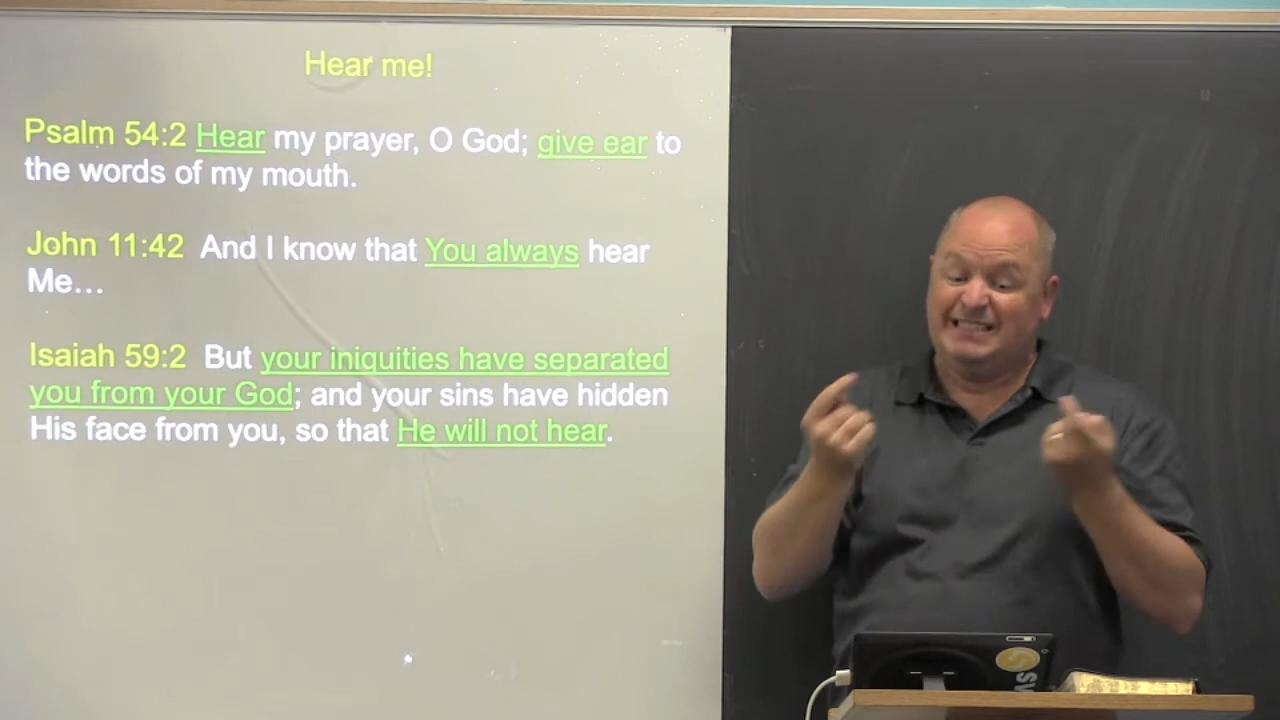 Hear me!
Psalm 54:2 Hear my prayer, O God; give ear to
the words of my mouth.
John 11:42 And I know that You always hear
Me...
Isaiah 59:2 But your iniquities have separated
you from your God; and your sins have hidden
His face from you, so that He will not hear.